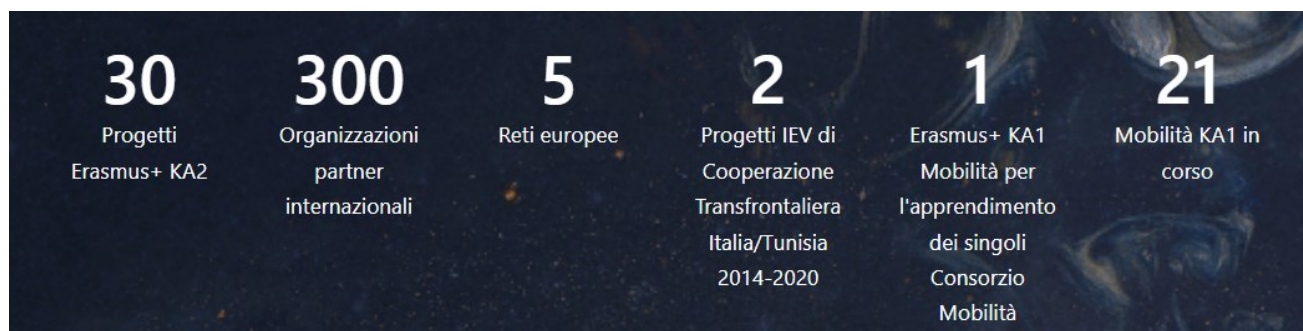 30
Progetti
Erasmus+ KA2
300
Organizzazioni
partner
internazionali
5
Reti europee
2
Progetti IEV di
Cooperazione
Transfrontaliera
Italia/Tunisia
2014-2020
1
Erasmus+ KA1
Mobilità per
l'apprendimento
dei singoli
Consorzio
Mobilità
21
Mobilità KA1 in
corso